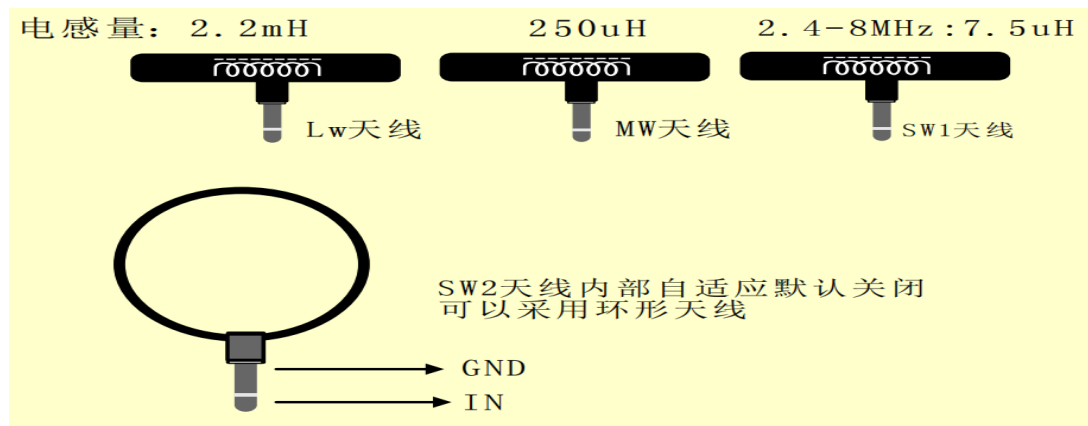 电感量: 2.2mH 250uH 2.4-8MHz:7.5uH
Lw天线 MW天线 SW1天线
SW2天线内部自适应默认关闭
可以采用环形天线
GND
IN